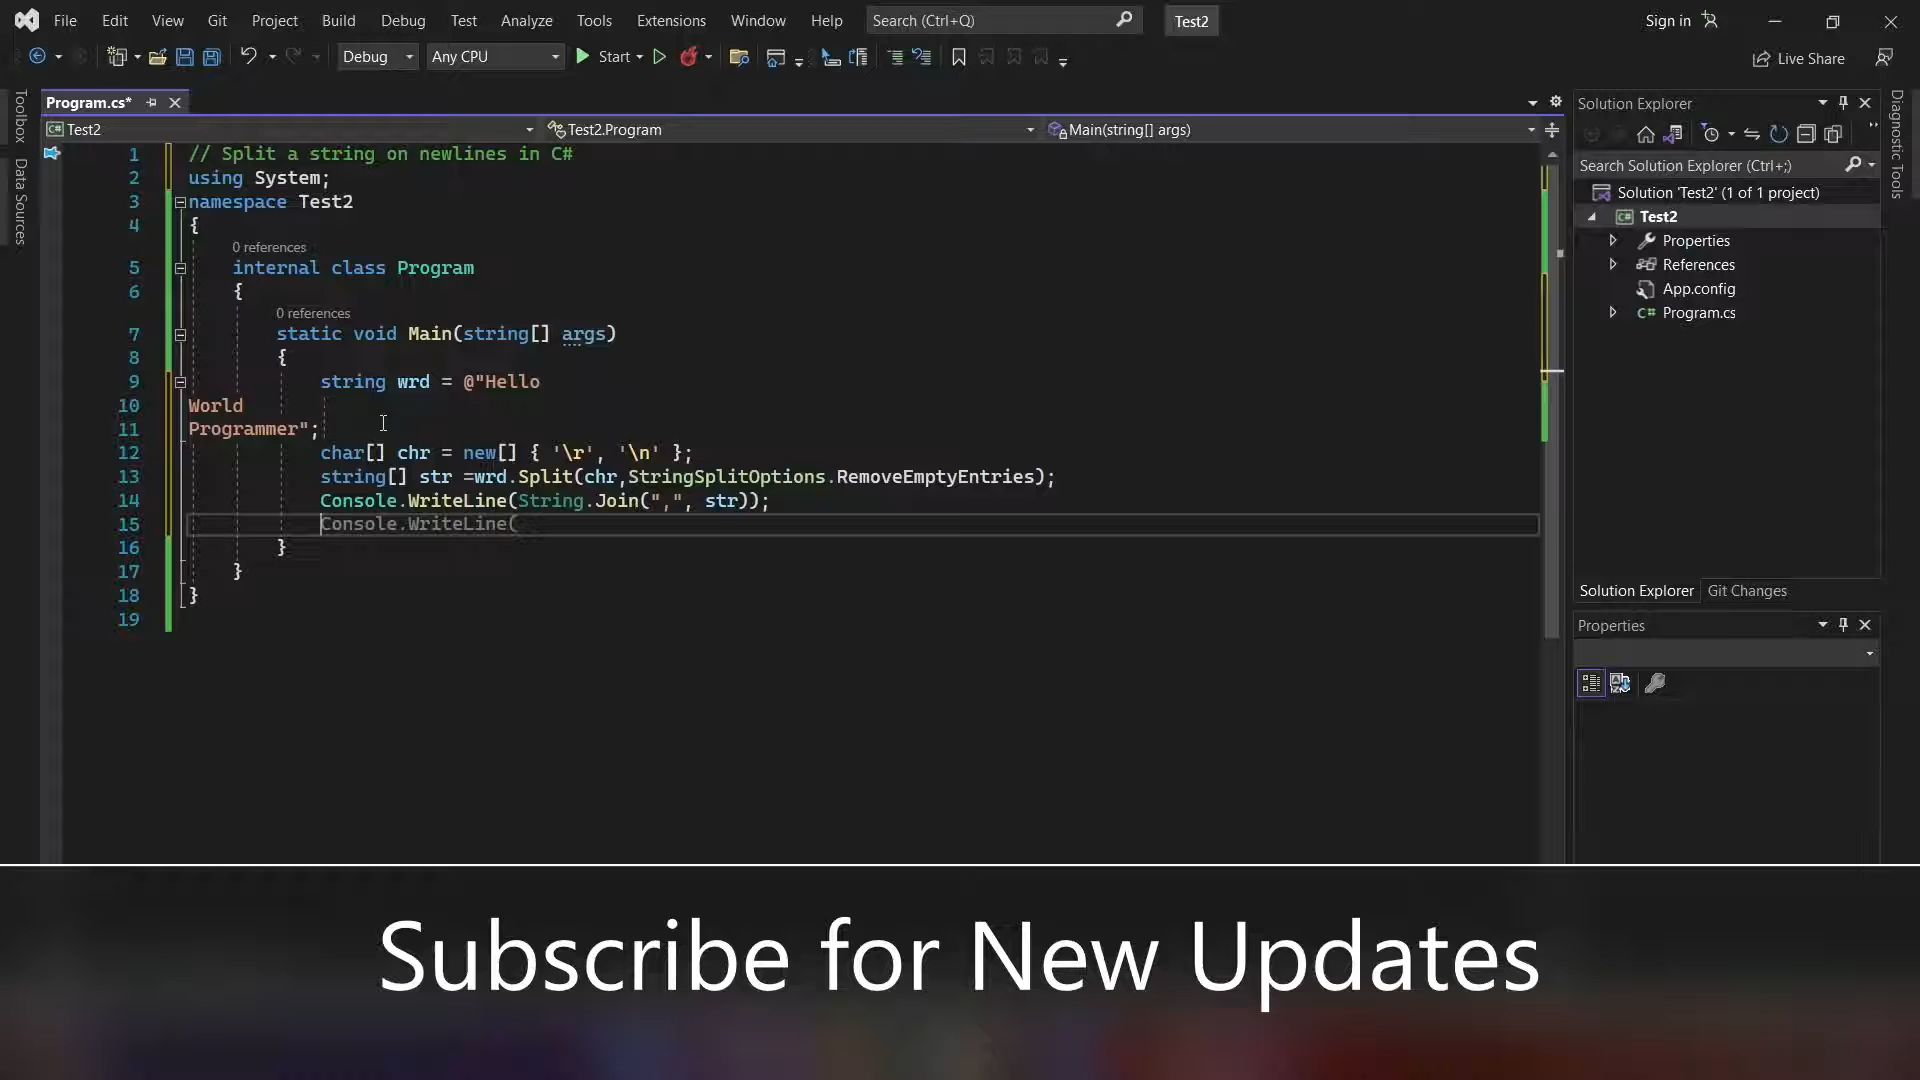 File Edit View Git Project Build Debug Test Analyze Tools Extensions Window Help Search (Ctrl+Q) Test2 Sign in
Debug Any CPU Start Live Share
Toolbox
Data Sources
Program.cs*
Test2 Test2.Program Main(string[] args)
1 // Split a string on newlines in C#
2 using System;
3 namespace Test2
4 {
0 references
5 internal class Program
6 {
0 references
7 static void Main(string[] args)
8 {
9 string wrd = @"Hello
10 World
11 Programmer";
12 char[] chr = new[] { '\r', '\n' };
13 string[] str =wrd.Split(chr,StringSplitOptions.RemoveEmptyEntries);
14 Console.WriteLine(String.Join(",", str));
15 Console.WriteLine(
16 }
17 }
18 }
19
Solution Explorer
Search Solution Explorer (Ctrl+;)
Solution 'Test2' (1 of 1 project)
C# Test2
Properties
References
App.config
C# Program.cs
Solution Explorer Git Changes
Properties
Diagnostic Tools
Subscribe for New Updates